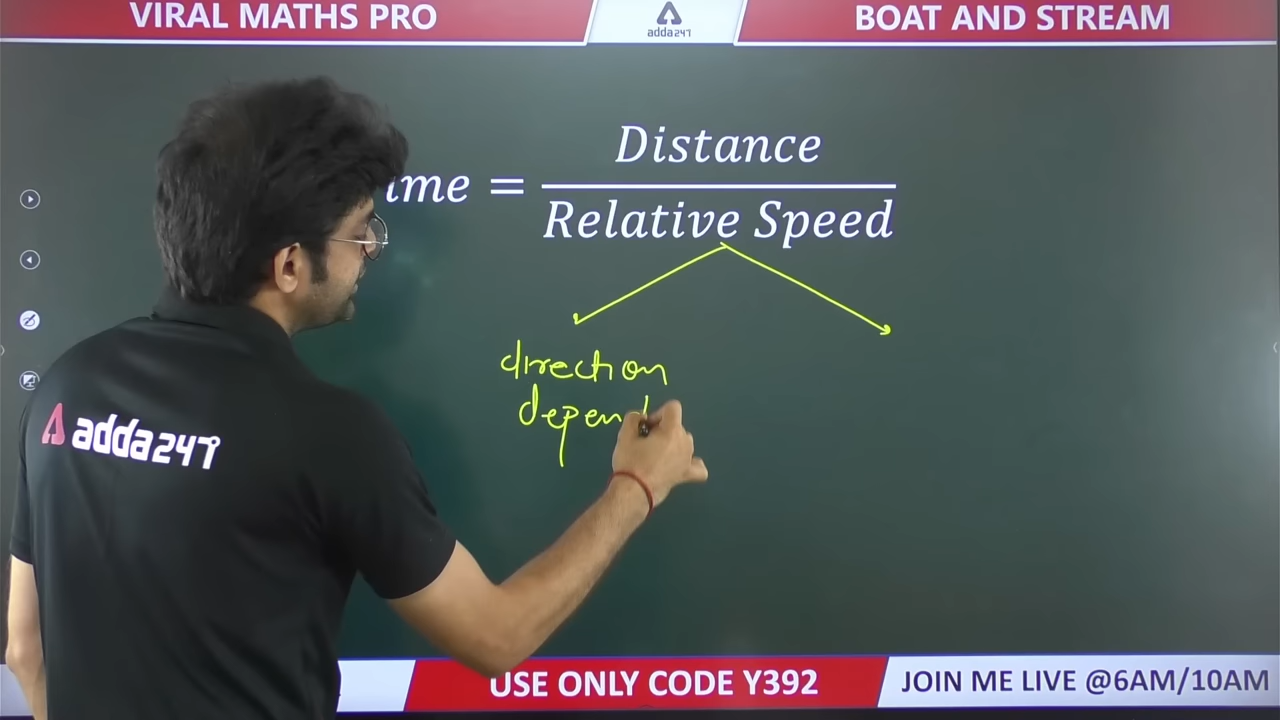 VIRAL MATHS PRO
adda247
BOAT AND STREAM
ime = Distance
Relative Speed
direction
depend
adda247
USE ONLY CODE Y392
JOIN ME LIVE @6AM/10AM